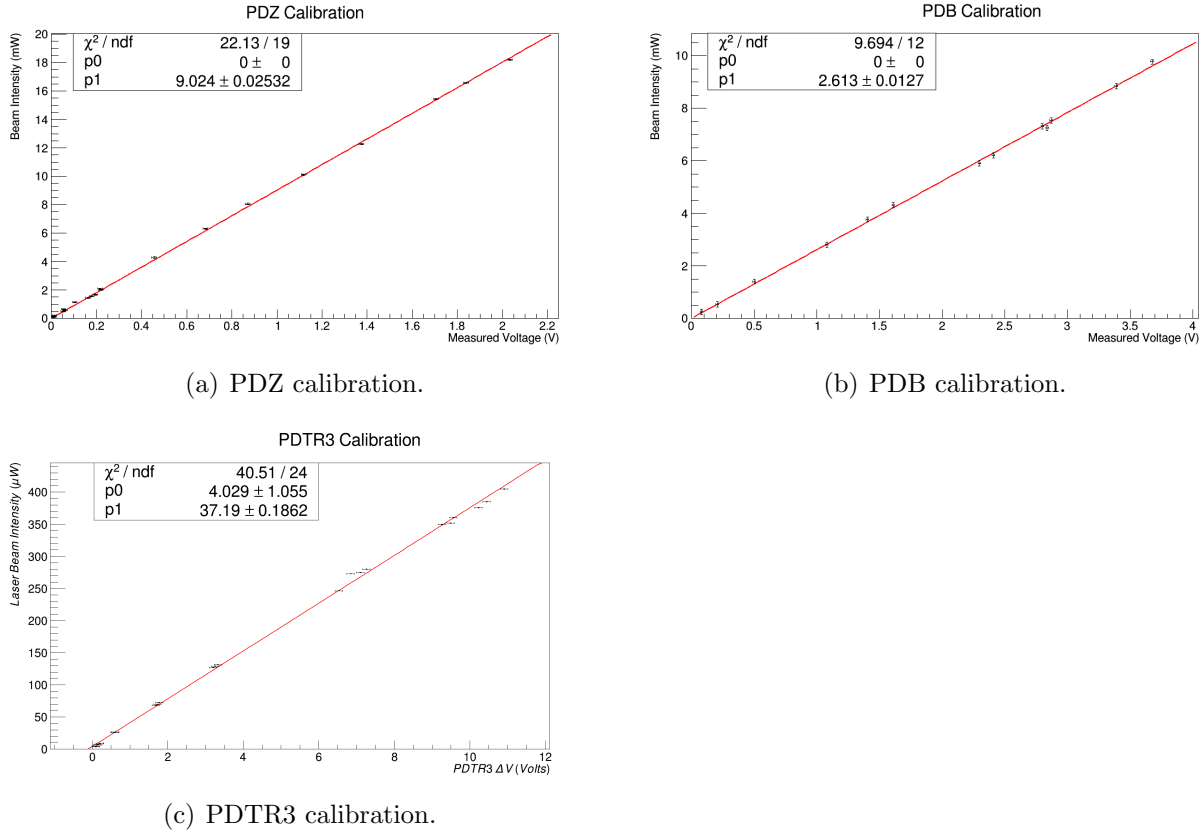 PDZ Calibration
χ² / ndf 22.13 / 19
p0 0 ± 0
p1 9.024 ± 0.02532
Beam Intensity (mW)
20
18
16
14
12
10
8
6
4
2
0
0 0.2 0.4 0.6 0.8 1 1.2 1.4 1.6 1.8 2 2.2
Measured Voltage (V)
(a) PDZ calibration.
PDB Calibration
χ² / ndf 9.694 / 12
p0 0 ± 0
p1 2.613 ± 0.0127
Beam Intensity (mW)
10
8
6
4
2
0
0 0.5 1 1.5 2 2.5 3 3.5 4
Measured Voltage (V)
(b) PDB calibration.
PDTR3 Calibration
χ² / ndf 40.51 / 24
p0 4.029 ± 1.055
p1 37.19 ± 0.1862
Laser Beam Intensity (μW)
400
350
300
250
200
150
100
50
0
0 2 4 6 8 10 12
PDTR3 ΔV (Volts)
(c) PDTR3 calibration.